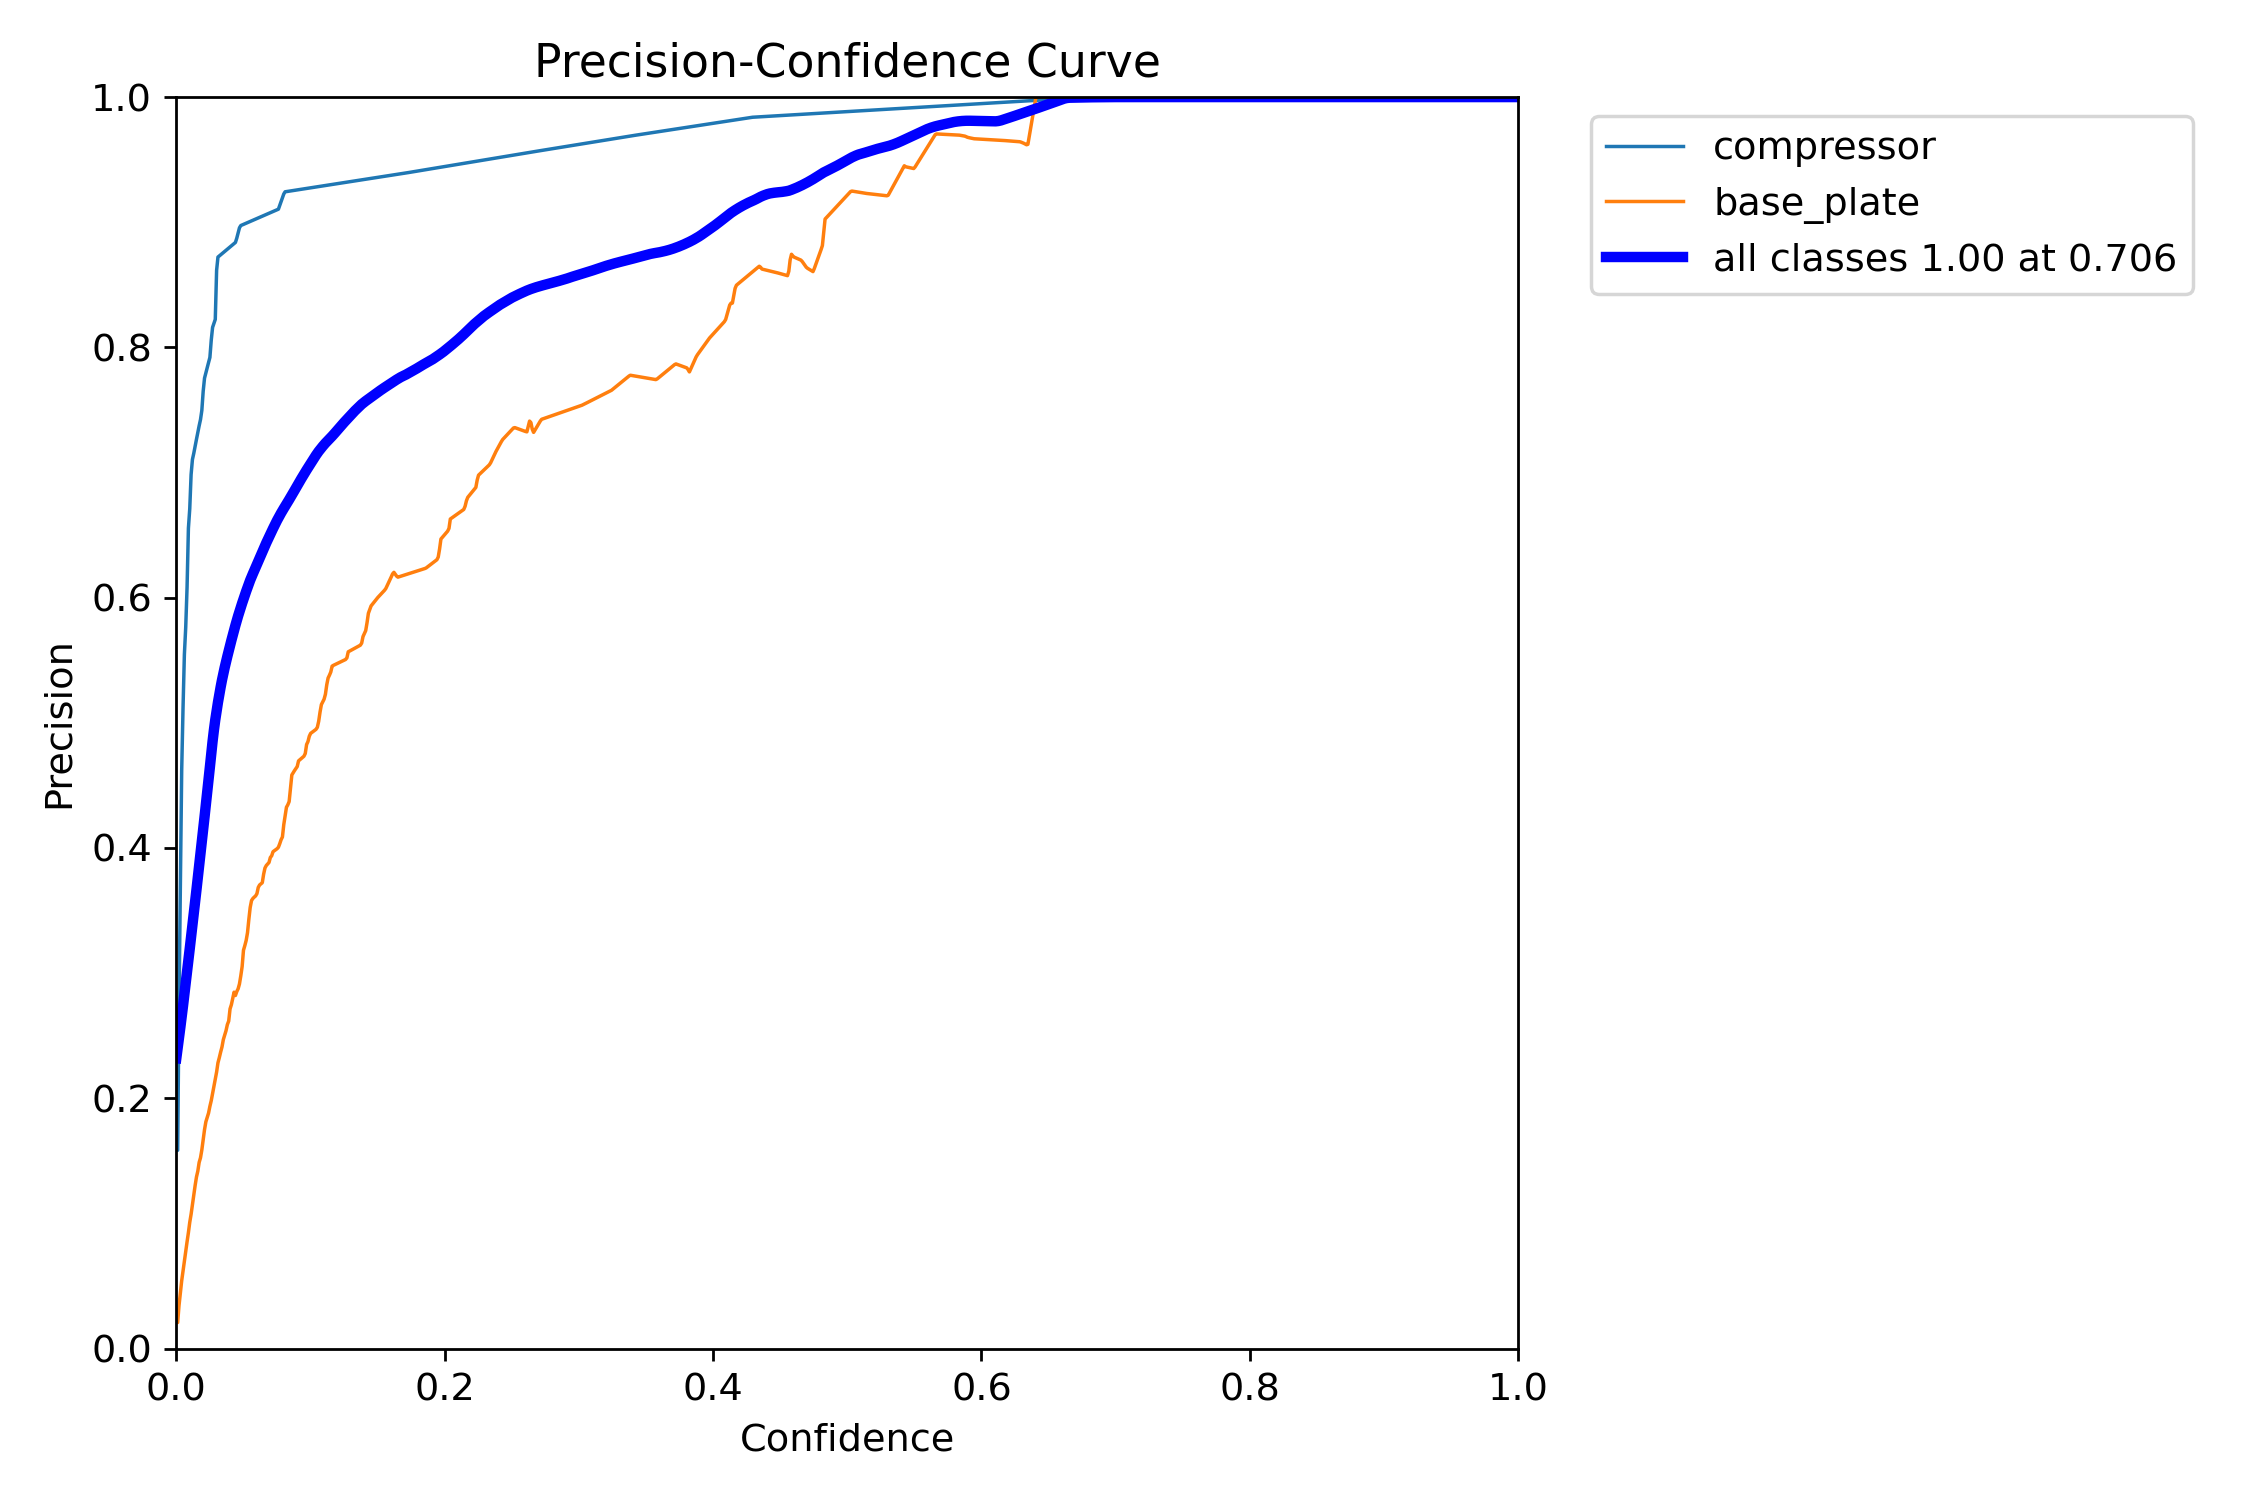 Precision-Confidence Curve
1.0
0.8
0.6
0.4
0.2
0.0
Precision
0.0 0.2 0.4 0.6 0.8 1.0
Confidence
compressor
base_plate
all classes 1.00 at 0.706